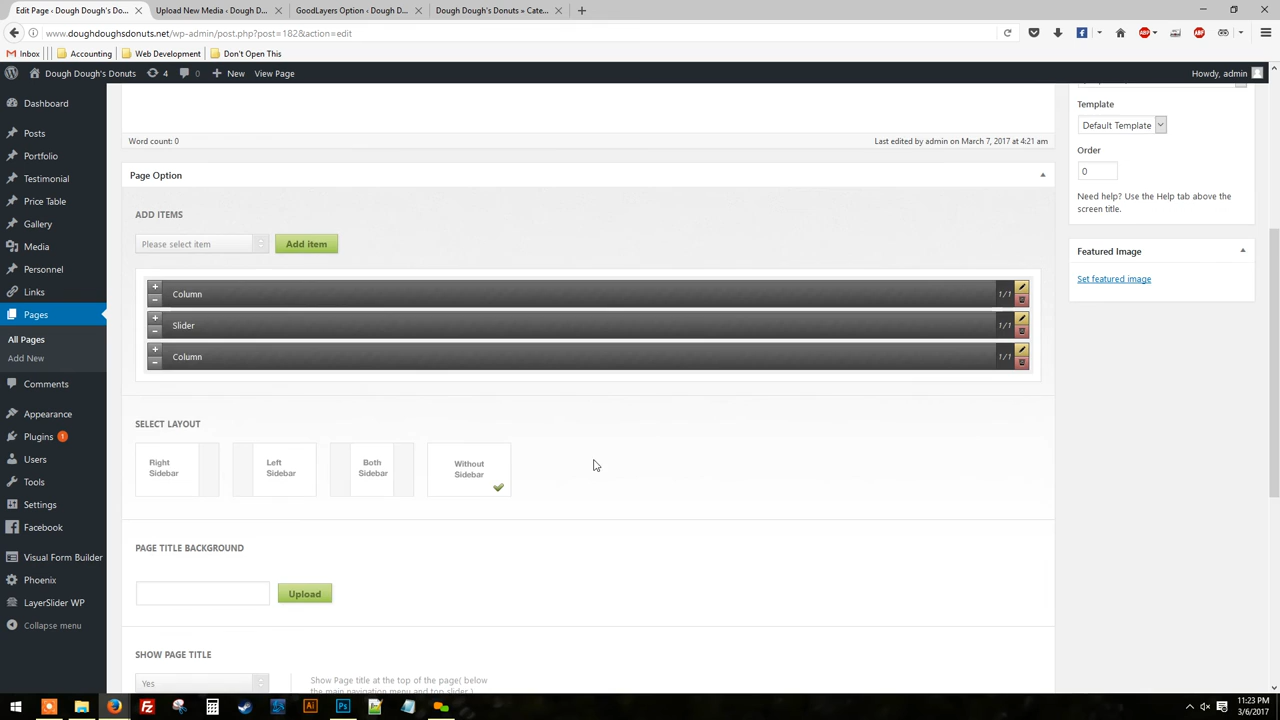 Edit Page ‹ Dough Dough's Do...
Upload New Media ‹ Dough D...
GoodLayers Option ‹ Dough D...
Dough Dough's Donuts » Cate...
www.doughdoughsdonuts.net/wp-admin/post.php?post=182&action=edit
Inbox
Accounting
Web Development
Don't Open This
Dough Dough's Donuts
4
0
New
View Page
Howdy, admin
Dashboard
Posts
Portfolio
Testimonial
Price Table
Gallery
Media
Personnel
Links
Pages
All Pages
Add New
Comments
Appearance
Plugins 1
Users
Tools
Settings
Facebook
Visual Form Builder
Phoenix
LayerSlider WP
Collapse menu
Word count: 0
Last edited by admin on March 7, 2017 at 4:21 am
Page Option
ADD ITEMS
Please select item
Add item
Column
1/1
Slider
1/1
Column
1/1
SELECT LAYOUT
Right
Sidebar
Left
Sidebar
Both
Sidebar
Without
Sidebar
PAGE TITLE BACKGROUND
Upload
SHOW PAGE TITLE
Yes
Show Page title at the top of the page( below
the main navigation menu and top slider )
Template
Default Template
Order
0
Need help? Use the Help tab above the
screen title.
Featured Image
Set featured image
11:23 PM
3/6/2017